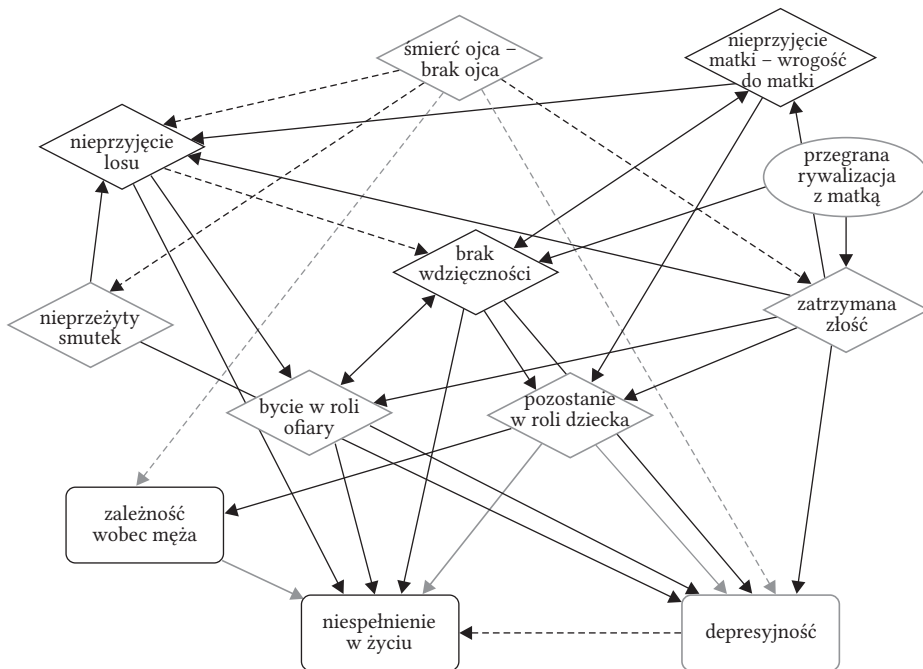 śmierć ojca –
brak ojca
nieprzyjęcie
matki – wrogość
do matki
nieprzyjęcie
losu
przegrana
rywalizacja
z matką
brak
wdzięczności
nieprzeżyty
smutek
zatrzymana
złość
bycie w roli
ofiary
pozostanie
w roli dziecka
zależność
wobec męża
niespełnienie
w życiu
depresyjność